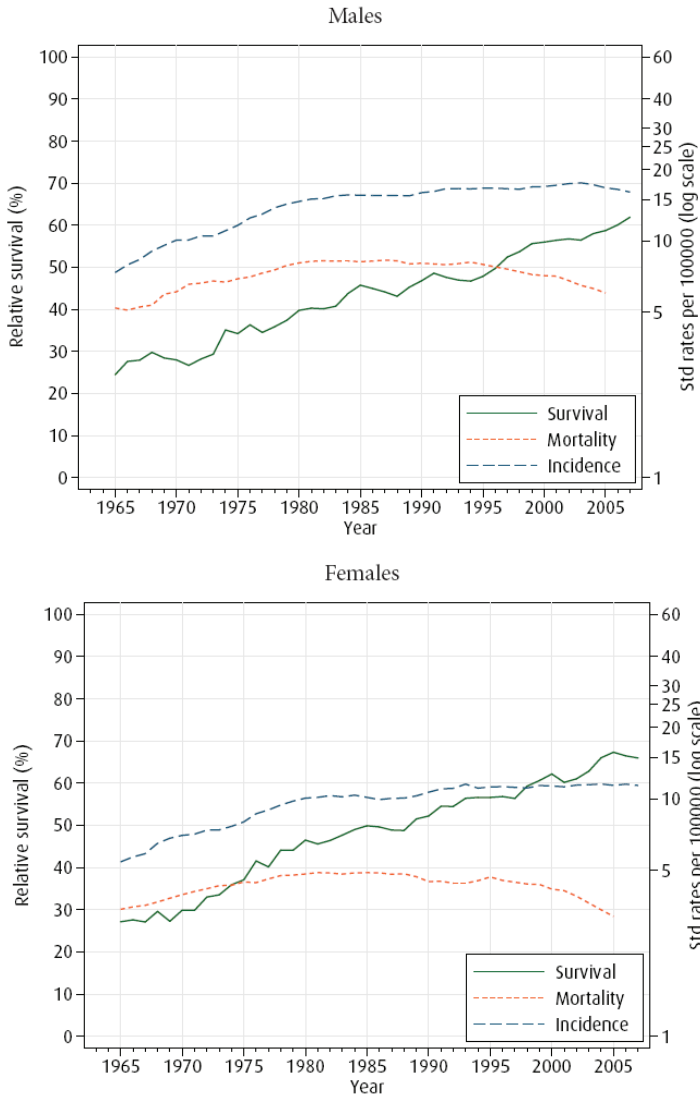 Males
100
90
80
70
60
50
40
30
20
10
0
Relative survival (%)
60
40
30
25
20
15
10
5
1
Std rates per 100000 (log scale)
Survival
Mortality
Incidence
1965 1970 1975 1980 1985 1990 1995 2000 2005
Year
Females
100
90
80
70
60
50
40
30
20
10
0
Relative survival (%)
60
40
30
25
20
15
10
5
1
Std rates per 100000 (log scale)
Survival
Mortality
Incidence
1965 1970 1975 1980 1985 1990 1995 2000 2005
Year